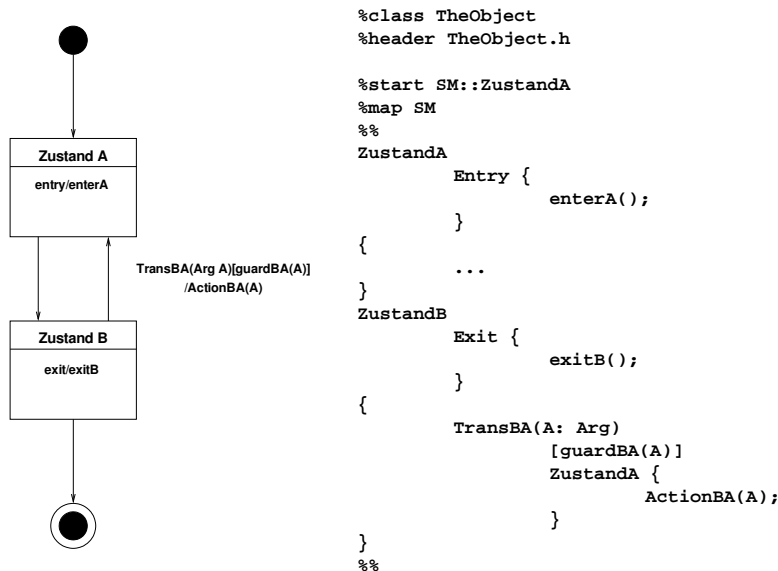 Zustand A
entry/enterA
TransBA(Arg A)[guardBA(A)]
/ActionBA(A)
Zustand B
exit/exitB
%class TheObject
%header TheObject.h
%start SM::ZustandA
%map SM
%%
ZustandA
Entry {
enterA();
}
{
...
}
ZustandB
Exit {
exitB();
}
{
TransBA(A: Arg)
[guardBA(A)]
ZustandA {
ActionBA(A);
}
}
%%